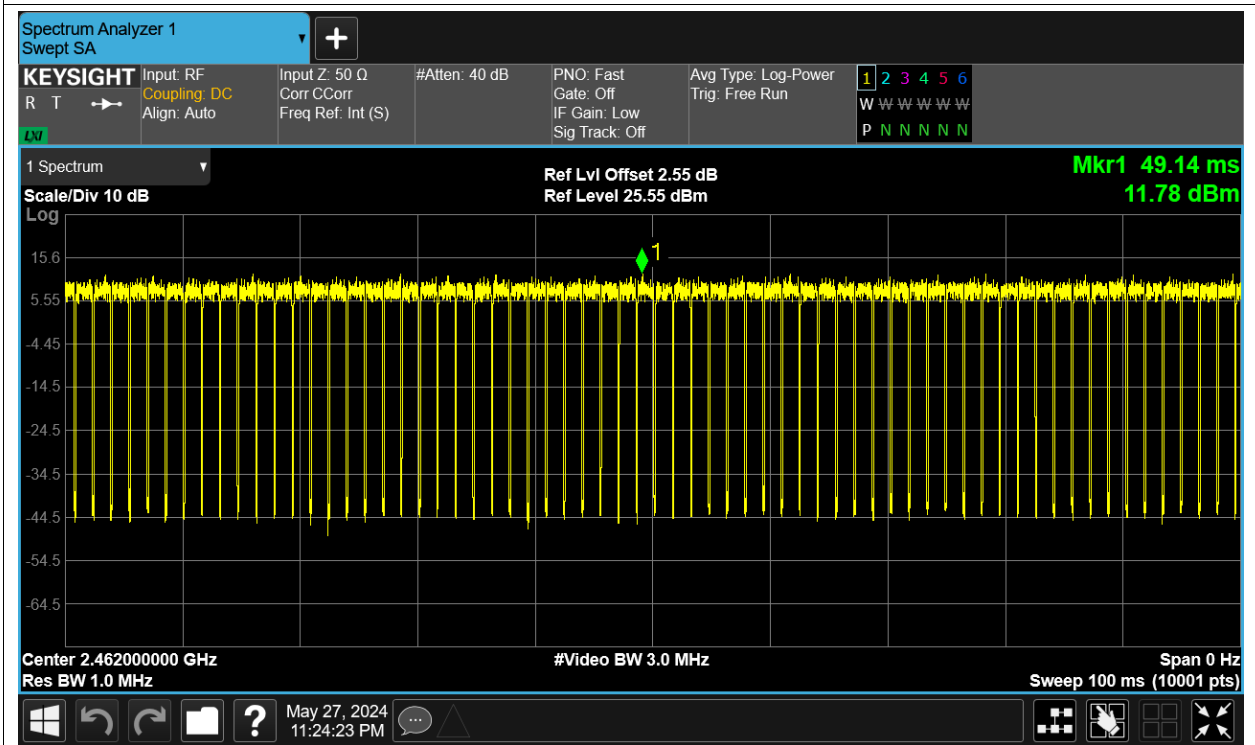 Spectrum Analyzer 1
Swept SA
+
KEYSIGHT
R T
LXI
Input: RF
Coupling: DC
Align: Auto
Input Z: 50 Ω
Corr CCorr
Freq Ref: Int (S)
#Atten: 40 dB
PNO: Fast
Gate: Off
IF Gain: Low
Sig Track: Off
Avg Type: Log-Power
Trig: Free Run
1 2 3 4 5 6
W W W W W W
P N N N N N
1 Spectrum
Scale/Div 10 dB
Log
Ref Lvl Offset 2.55 dB
Ref Level 25.55 dBm
Mkr1 49.14 ms
11.78 dBm
1
15.6
5.55
-4.45
-14.5
-24.5
-34.5
-44.5
-54.5
-64.5
Center 2.462000000 GHz
Res BW 1.0 MHz
#Video BW 3.0 MHz
Span 0 Hz
Sweep 100 ms (10001 pts)
?
May 27, 2024
11:24:23 PM